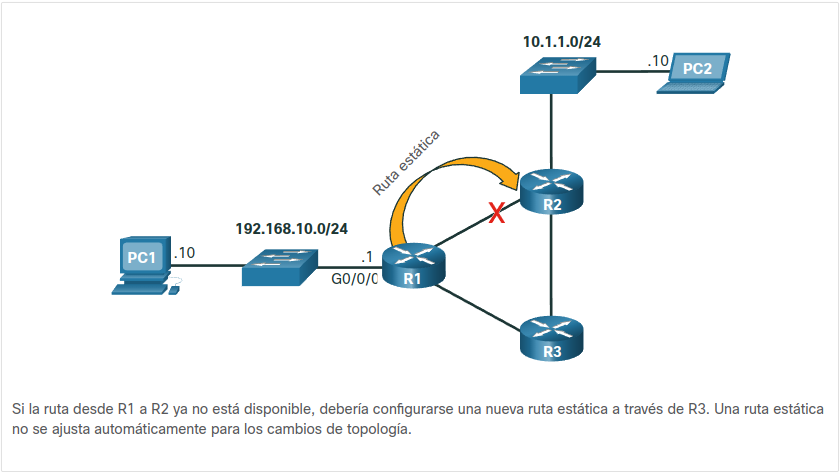 10.1.1.0/24
.10
PC2
Ruta estática
R2
X
192.168.10.0/24
PC1
.10
.1
G0/0/0
R1
R3
Si la ruta desde R1 a R2 ya no está disponible, debería configurarse una nueva ruta estática a través de R3. Una ruta estática
no se ajusta automáticamente para los cambios de topología.